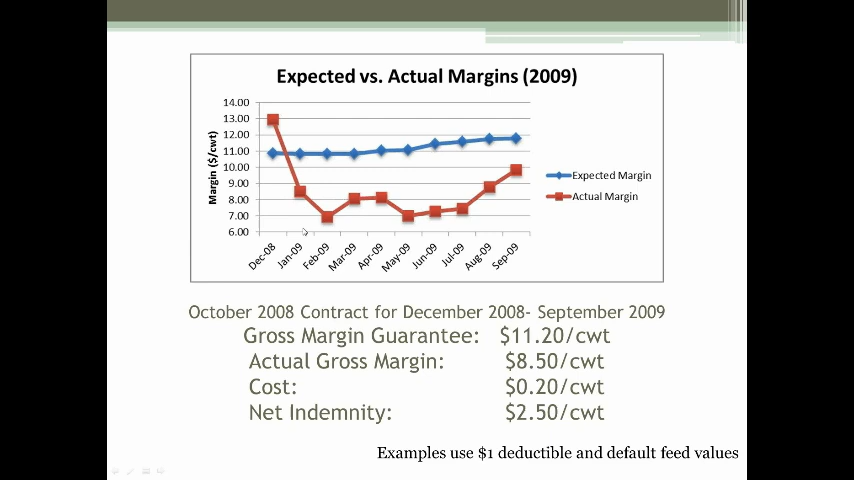 Expected vs. Actual Margins (2009)
Margin ($/cwt)
14.00
13.00
12.00
11.00
10.00
9.00
8.00
7.00
6.00
Dec-08 Jan-09 Feb-09 Mar-09 Apr-09 May-09 Jun-09 Jul-09 Aug-09 Sep-09
Expected Margin
Actual Margin
October 2008 Contract for December 2008- September 2009
Gross Margin Guarantee: $11.20/cwt
Actual Gross Margin: $8.50/cwt
Cost: $0.20/cwt
Net Indemnity: $2.50/cwt
Examples use $1 deductible and default feed values